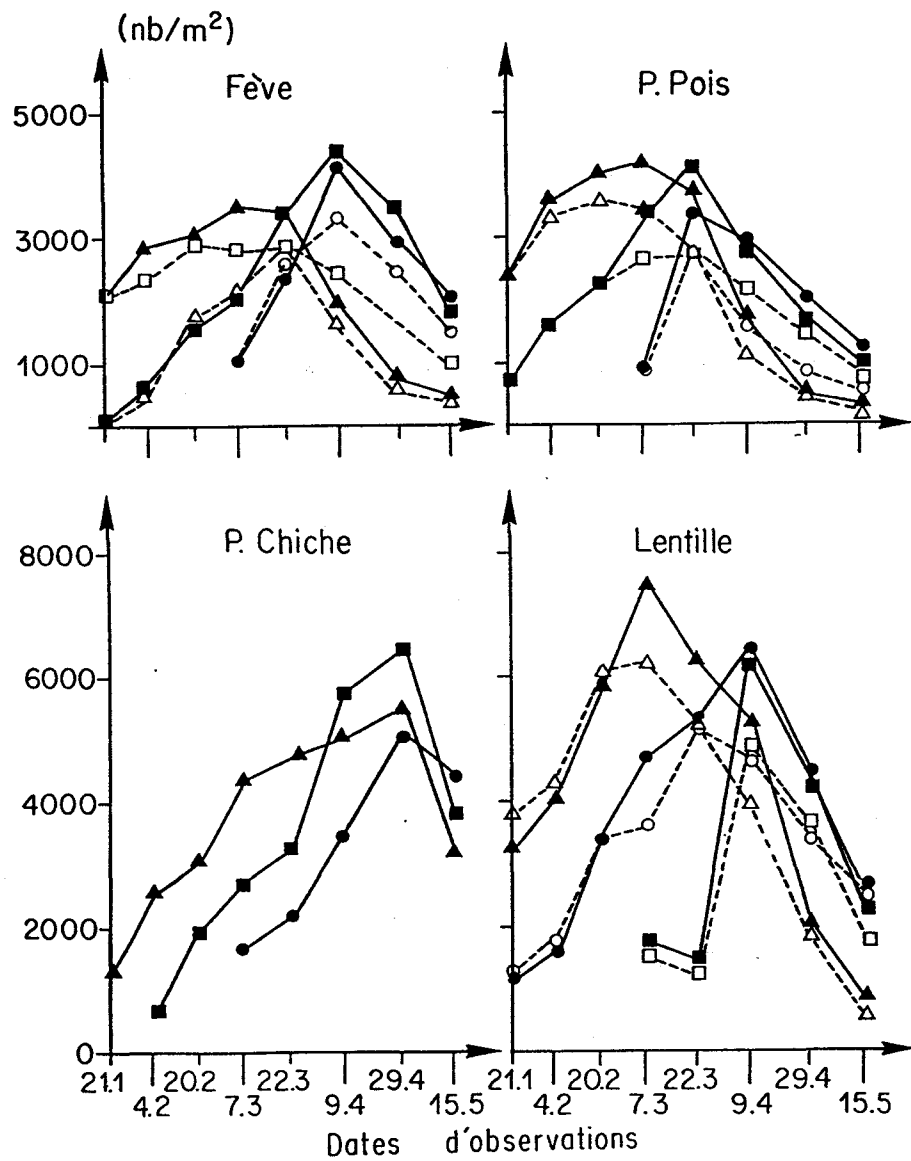 (nb/m²)
Fève
P. Pois
5000
3000
1000
P. Chiche
Lentille
8000
6000
4000
2000
0
21.1 20.2 22.3 29.4 21.1 20.2 22.3 29.4
4.2 7.3 9.4 15.5 4.2 7.3 9.4 15.5
Dates d'observations